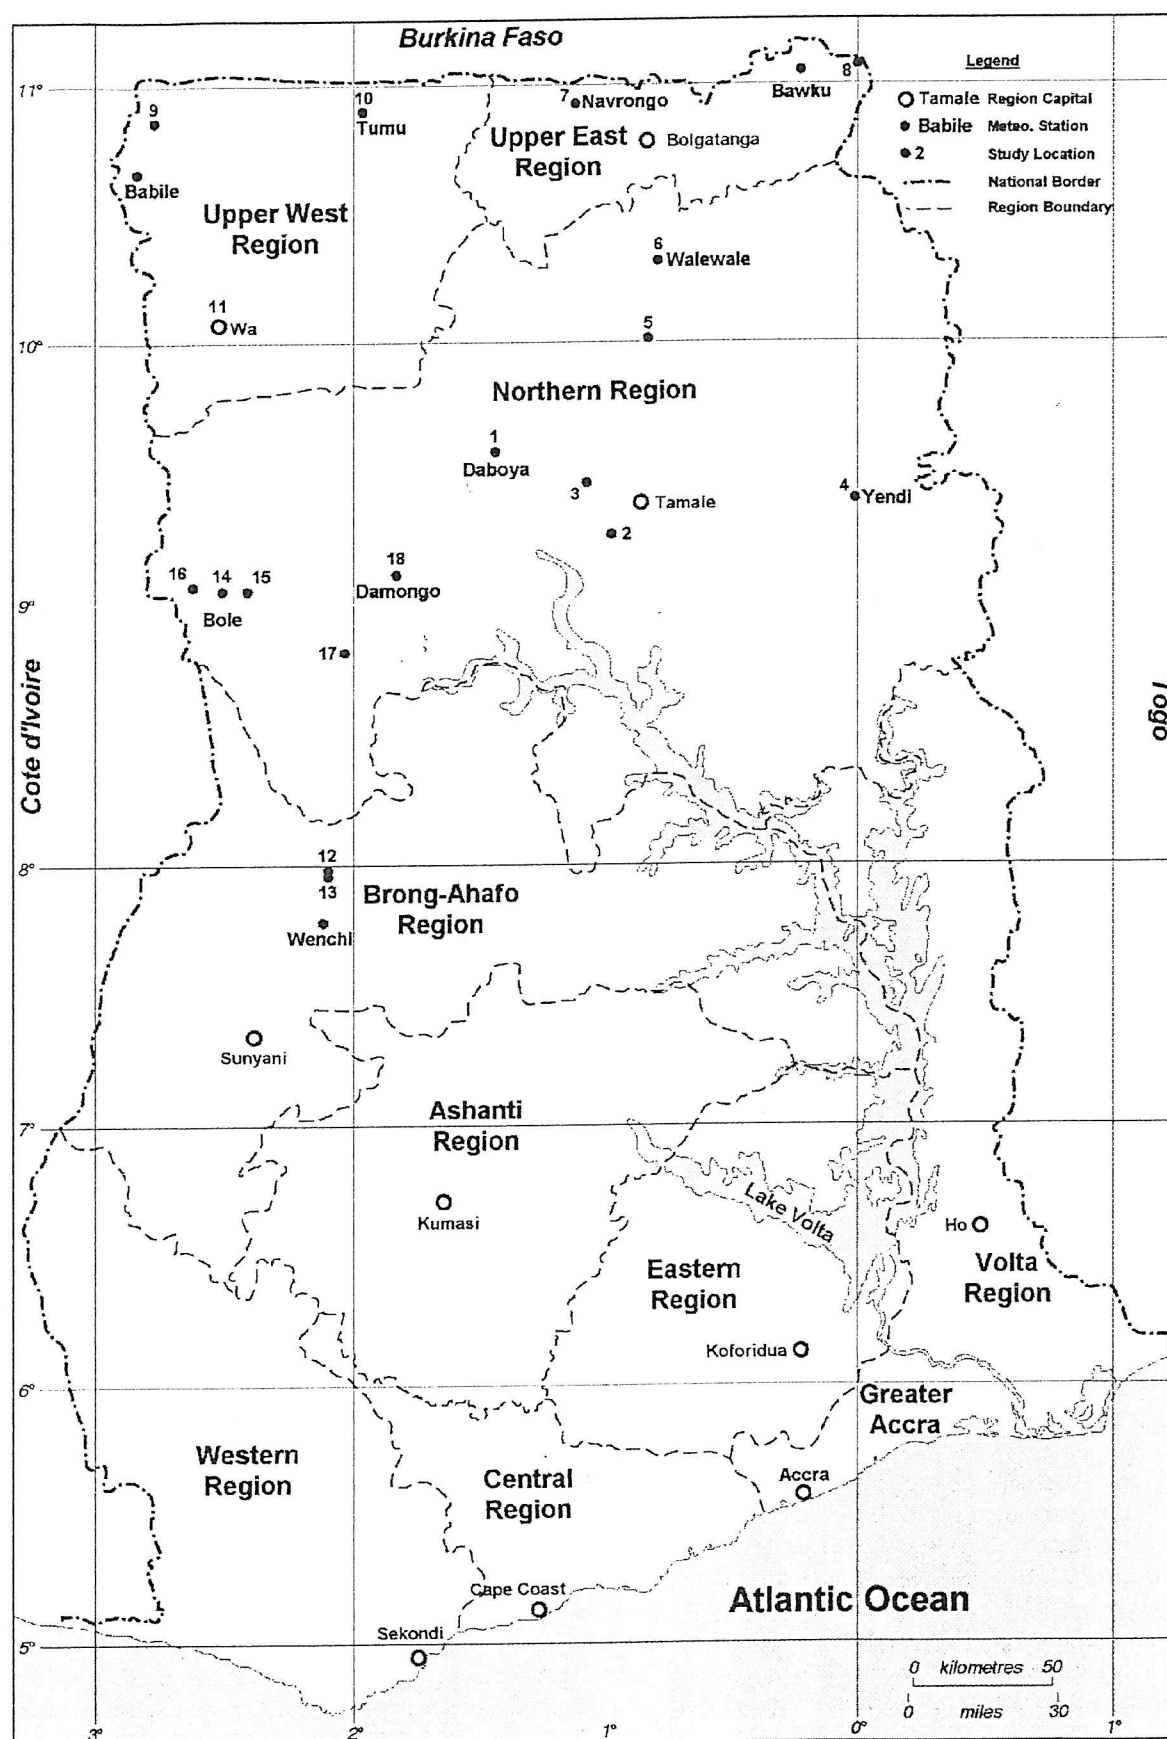 Burkina Faso
Legend
Tamale Region Capital
Babile Meteo. Station
2 Study Location
National Border
Region Boundary
11°
9
10
Tumu
7
Navrongo
Bawku
8
Upper East
Region
Bolgatanga
Babile
Upper West
Region
6
Walewale
11
Wa
5
10°
Northern Region
1
Daboya
3
Tamale
4
Yendi
2
16
14
15
Bole
18
Damongo
9°
17
Cote d'Ivoire
Togo
8°
12
13
Wenchi
Brong-Ahafo
Region
Sunyani
Ashanti
Region
7°
Kumasi
Lake Volta
Ho
Volta
Region
Eastern
Region
Koforidua
6°
Greater
Accra
Western
Region
Central
Region
Accra
Cape Coast
Atlantic Ocean
Sekondi
5°
0 kilometres 50
0 miles 30
3°
2°
1°
0°
1°